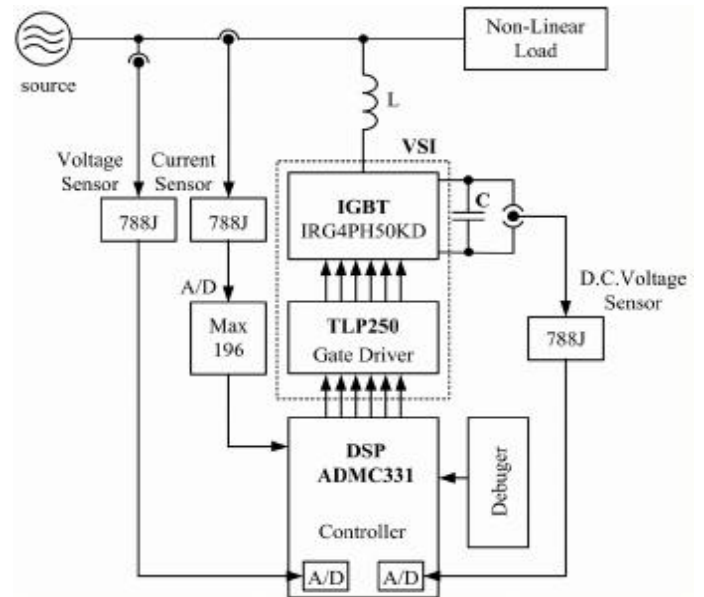 Non-Linear
Load
source
L
VSI
Voltage
Sensor
Current
Sensor
788J
788J
IGBT
IRG4PH50KD
C
D.C.Voltage
Sensor
A/D
Max
196
TLP250
Gate Driver
788J
DSP
ADMC331
Controller
Debuger
A/D
A/D